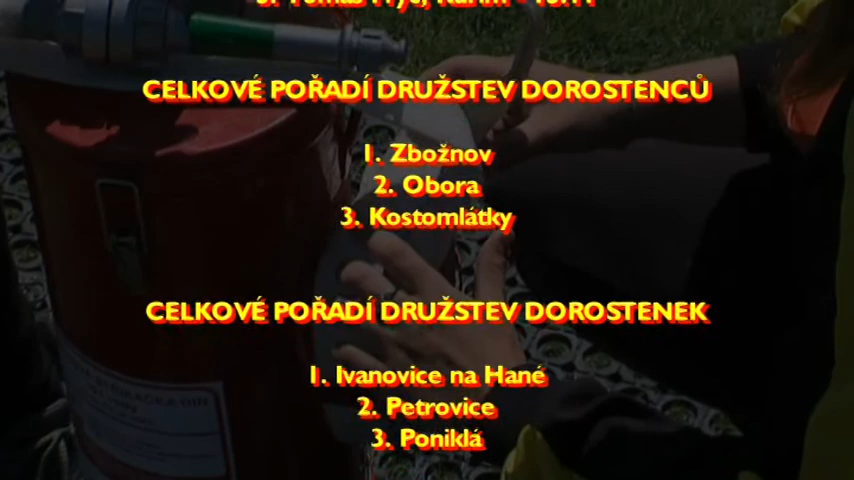 CELKOVÉ POŘADÍ DRUŽSTEV DOROSTENCŮ
1. Zbožnov
2. Obora
3. Kostomlátky
CELKOVÉ POŘADÍ DRUŽSTEV DOROSTENEK
1. Ivanovice na Hané
2. Petrovice
3. Poniklá